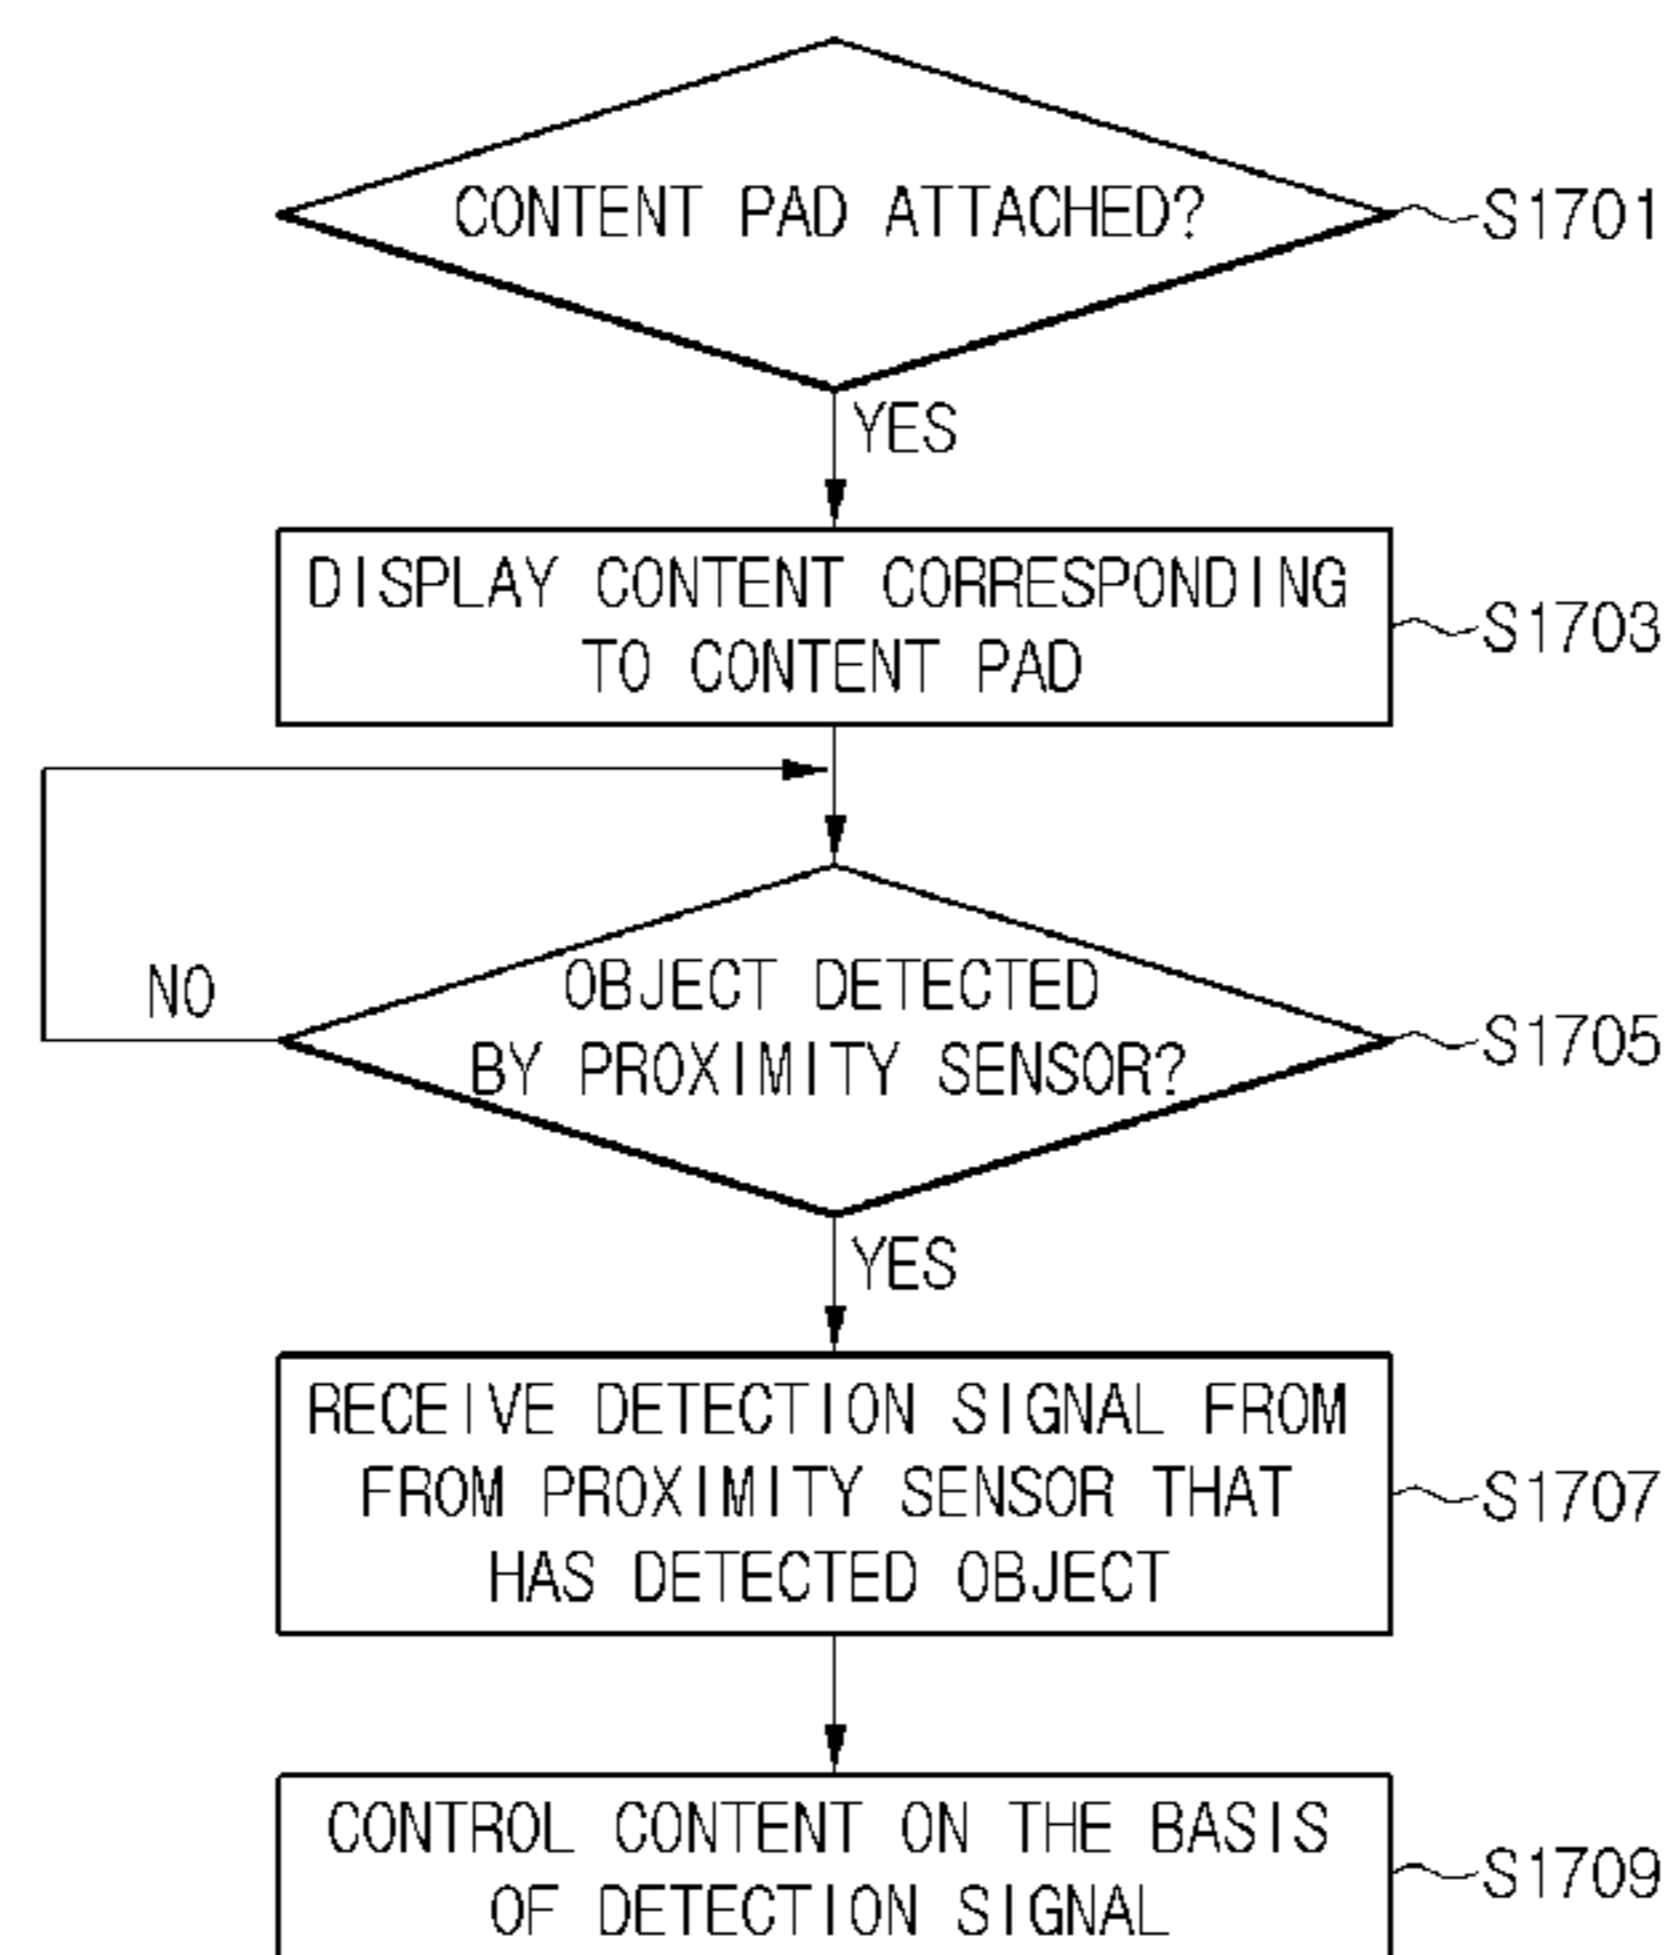 CONTENT PAD ATTACHED?
S1701
YES
DISPLAY CONTENT CORRESPONDING
TO CONTENT PAD
S1703
NO
OBJECT DETECTED
BY PROXIMITY SENSOR?
S1705
YES
RECEIVE DETECTION SIGNAL FROM
FROM PROXIMITY SENSOR THAT
HAS DETECTED OBJECT
S1707
CONTROL CONTENT ON THE BASIS
OF DETECTION SIGNAL
S1709